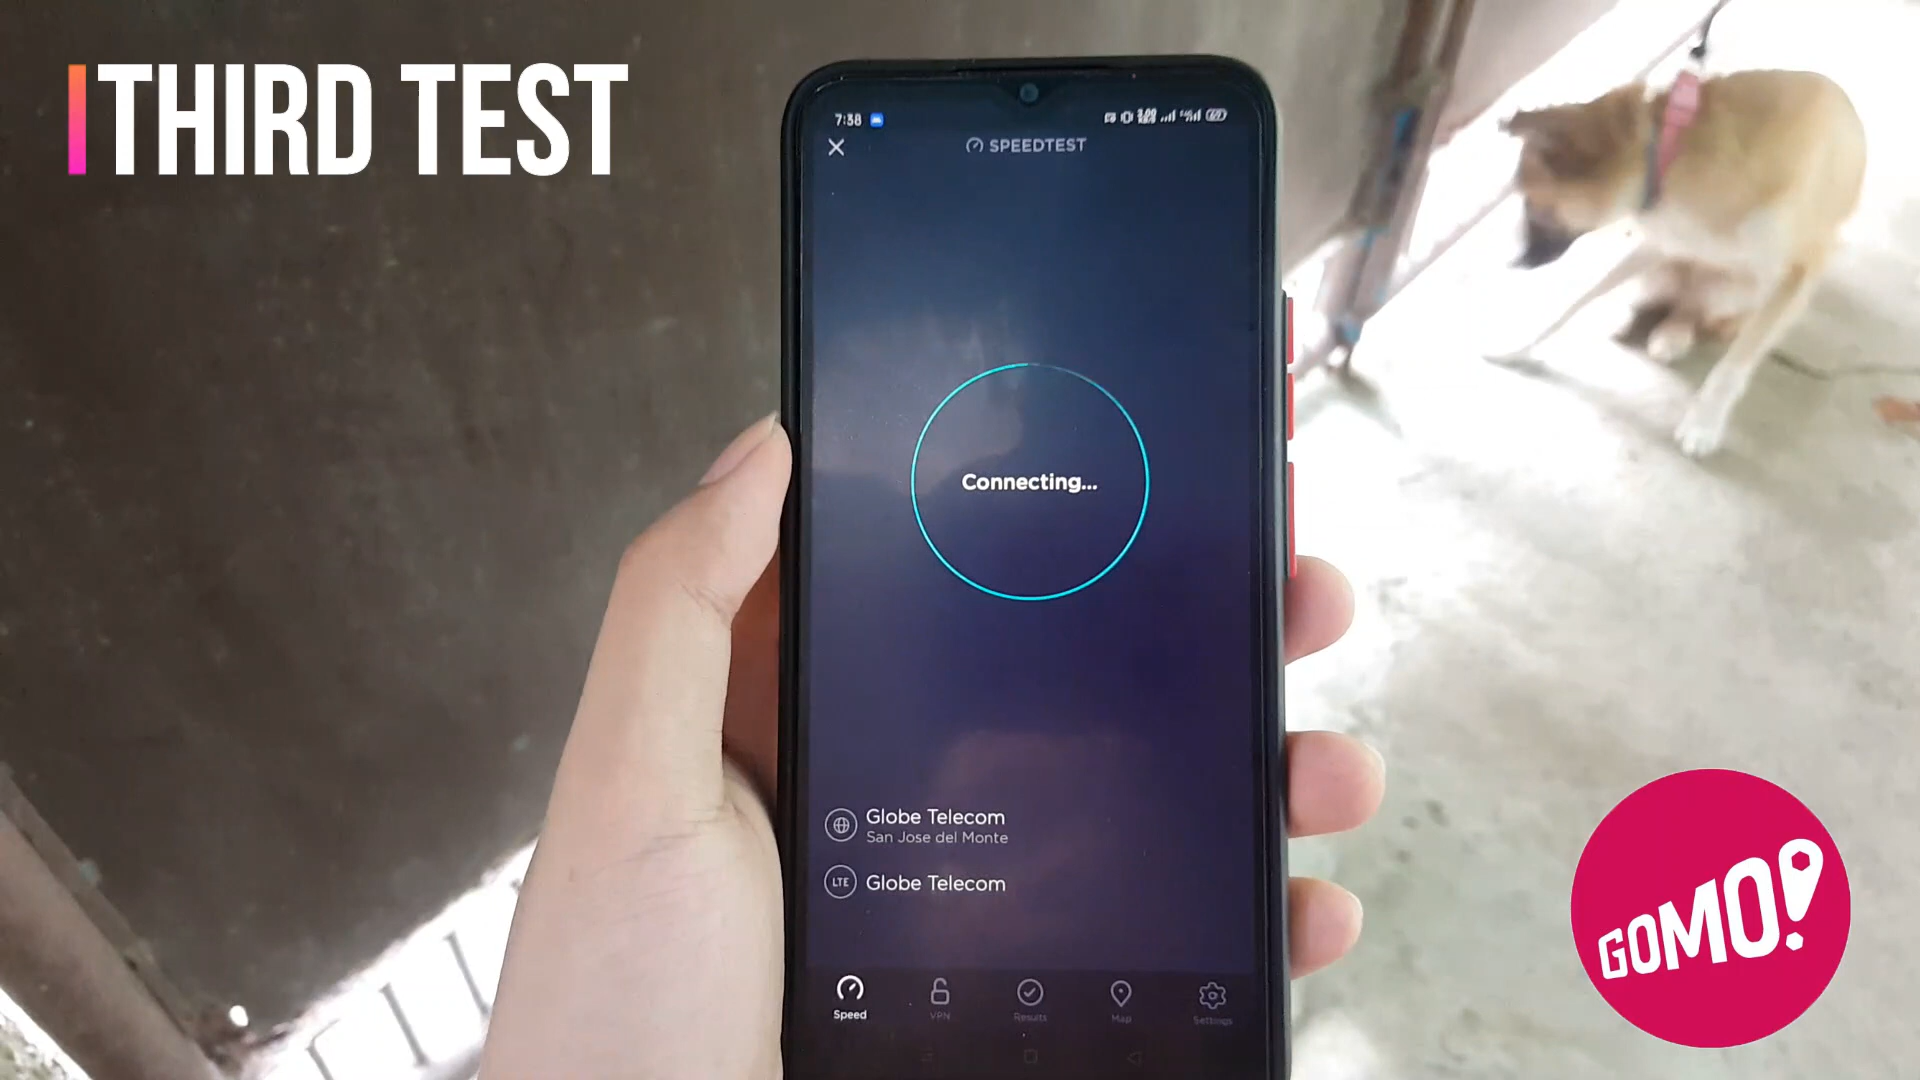 THIRD TEST
7:38
SPEEDTEST
Connecting...
Globe Telecom
San Jose del Monte
LTE
Globe Telecom
Speed
VPN
Results
Map
Settings
GOMO!